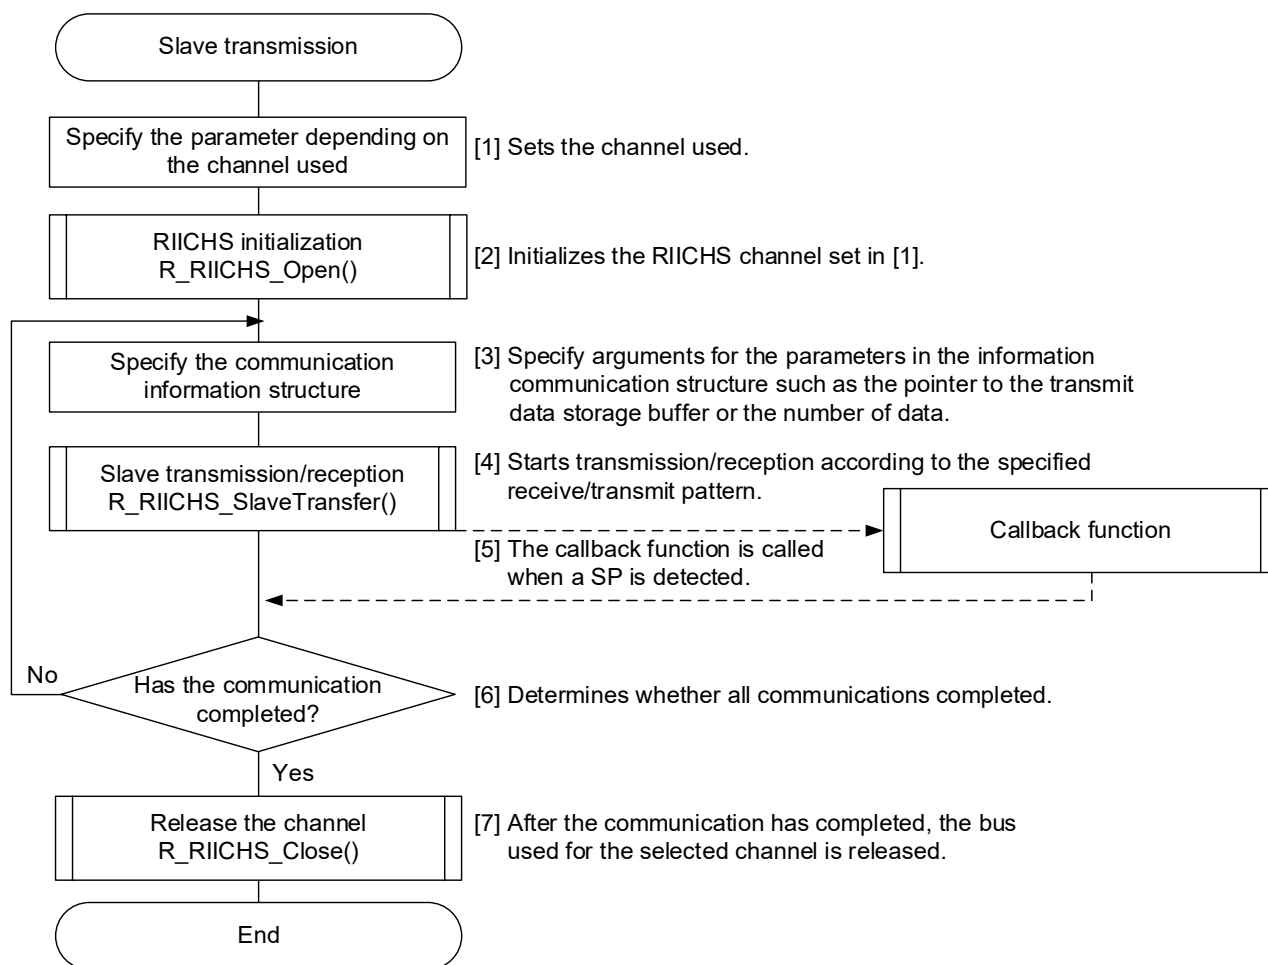 Slave transmission
Specify the parameter depending on
the channel used
[1] Sets the channel used.
RIICHS initialization
R_RIICHS_Open()
[2] Initializes the RIICHS channel set in [1].
Specify the communication
information structure
[3] Specify arguments for the parameters in the information
communication structure such as the pointer to the transmit
data storage buffer or the number of data.
Slave transmission/reception
R_RIICHS_SlaveTransfer()
[4] Starts transmission/reception according to the specified
receive/transmit pattern.
Callback function
[5] The callback function is called
when a SP is detected.
No
Has the communication
completed?
[6] Determines whether all communications completed.
Yes
Release the channel
R_RIICHS_Close()
[7] After the communication has completed, the bus
used for the selected channel is released.
End